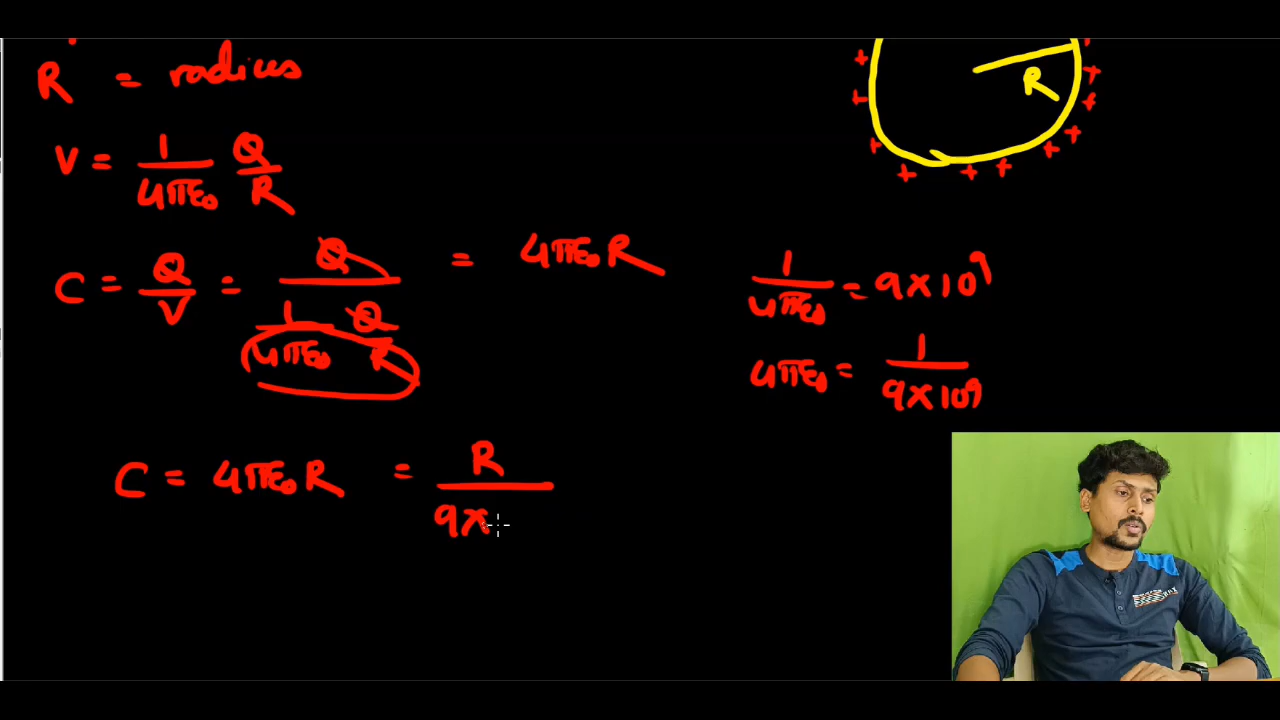 R = radius
R
V = 1/4πε₀ Q/R
C = Q/V = Q/(1/4πε₀ Q/R) = 4πε₀R
1/4πε₀ = 9×10⁹
4πε₀ = 1/9×10⁹
C = 4πε₀R = R/9×